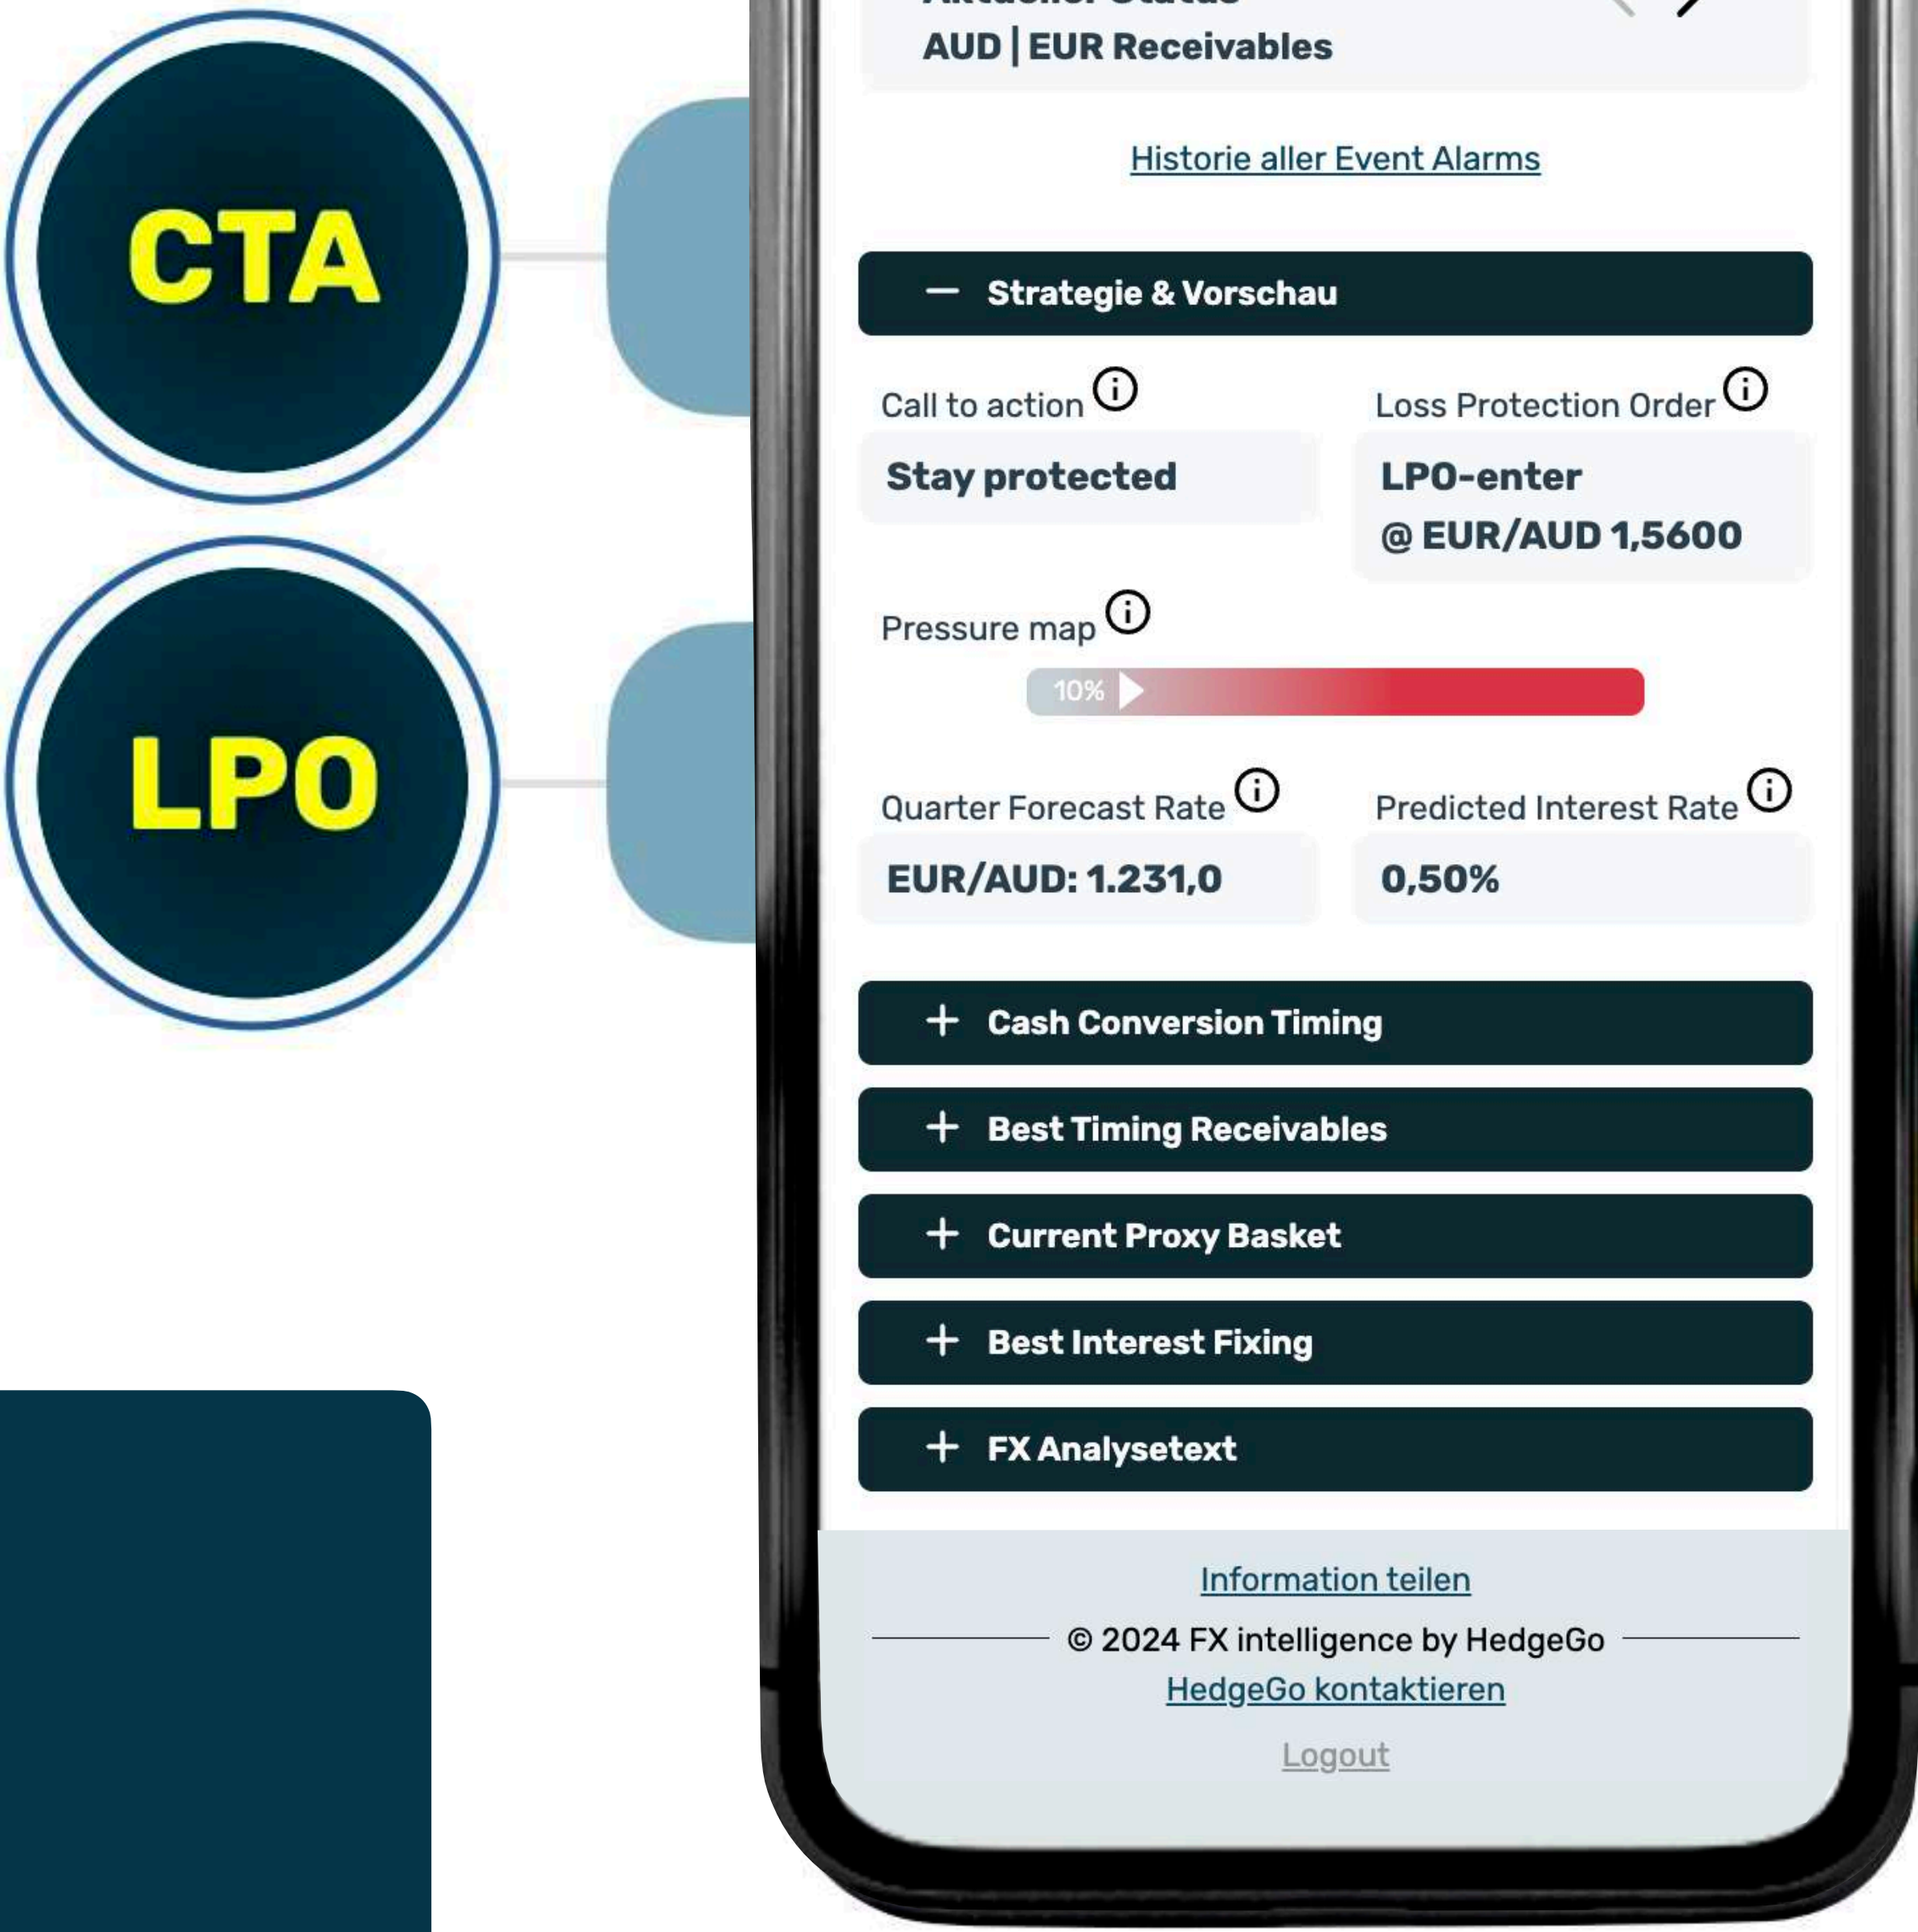 CTA
LPO
Aktueller Status
AUD | EUR Receivables
Historie aller Event Alarms
Strategie & Vorschau
Call to action
Loss Protection Order
Stay protected
LPO-enter
@ EUR/AUD 1,5600
Pressure map
10%
Quarter Forecast Rate
Predicted Interest Rate
EUR/AUD: 1.231,0
0,50%
Cash Conversion Timing
Best Timing Receivables
Current Proxy Basket
Best Interest Fixing
FX Analysetext
Information teilen
© 2024 FX intelligence by HedgeGo
HedgeGo kontaktieren
Logout